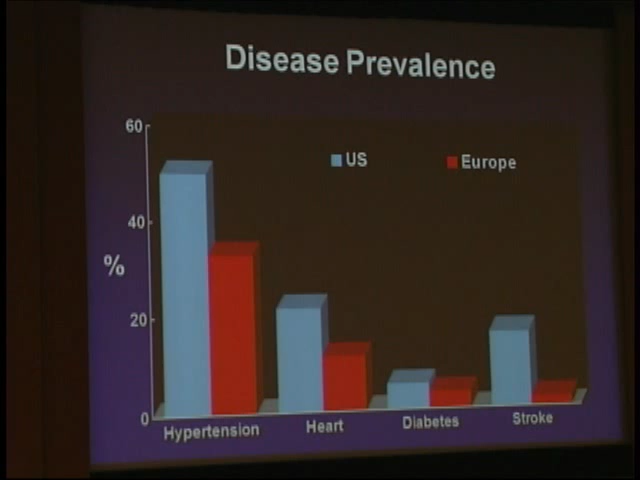 Disease Prevalence
60
US
Europe
40
%
20
0
Hypertension
Heart
Diabetes
Stroke